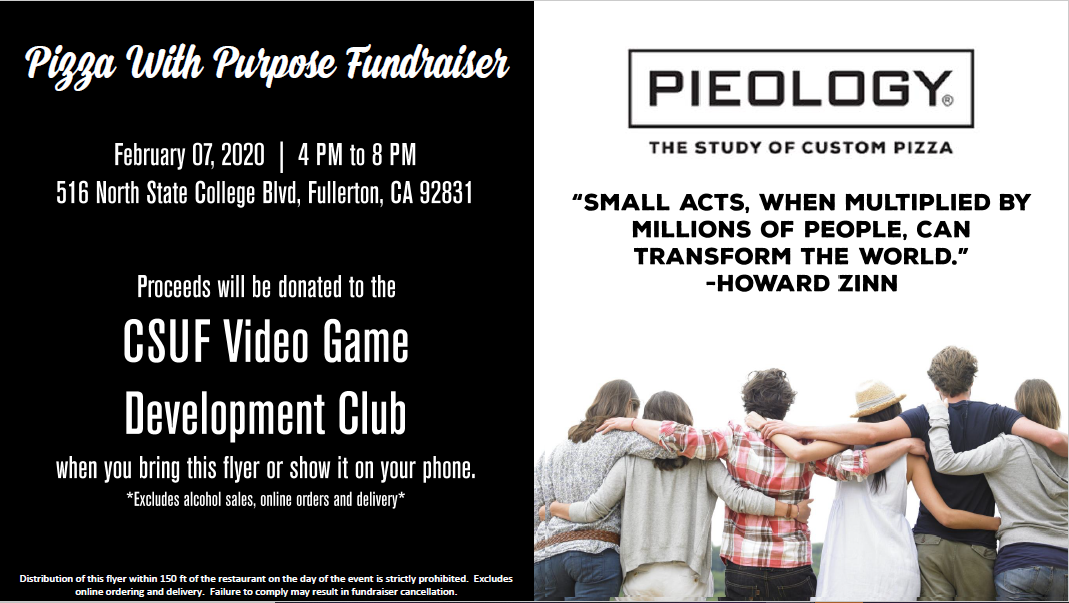 Pizza With Purpose Fundraiser
February 07, 2020 | 4 PM to 8 PM
516 North State College Blvd, Fullerton, CA 92831
Proceeds will be donated to the
CSUF Video Game
Development Club
when you bring this flyer or show it on your phone.
*Excludes alcohol sales, online orders and delivery*
Distribution of this flyer within 150 ft of the restaurant on the day of the event is strictly prohibited. Excludes
online ordering and delivery. Failure to comply may result in fundraiser cancellation.
PIEOLOGY®
THE STUDY OF CUSTOM PIZZA
“SMALL ACTS, WHEN MULTIPLIED BY
MILLIONS OF PEOPLE, CAN
TRANSFORM THE WORLD.”
-HOWARD ZINN